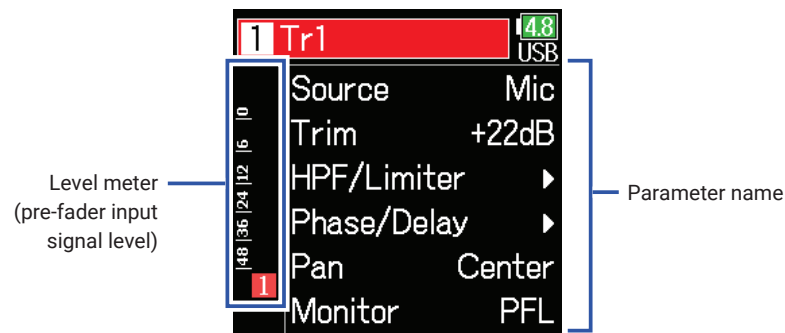 1 Tr1 4.8
USB
Source Mic
Trim +22dB
HPF/Limiter
Phase/Delay
Pan Center
Monitor PFL
|48 |36 |24 |12 |6 |0
1
Level meter
(pre-fader input
signal level)
Parameter name